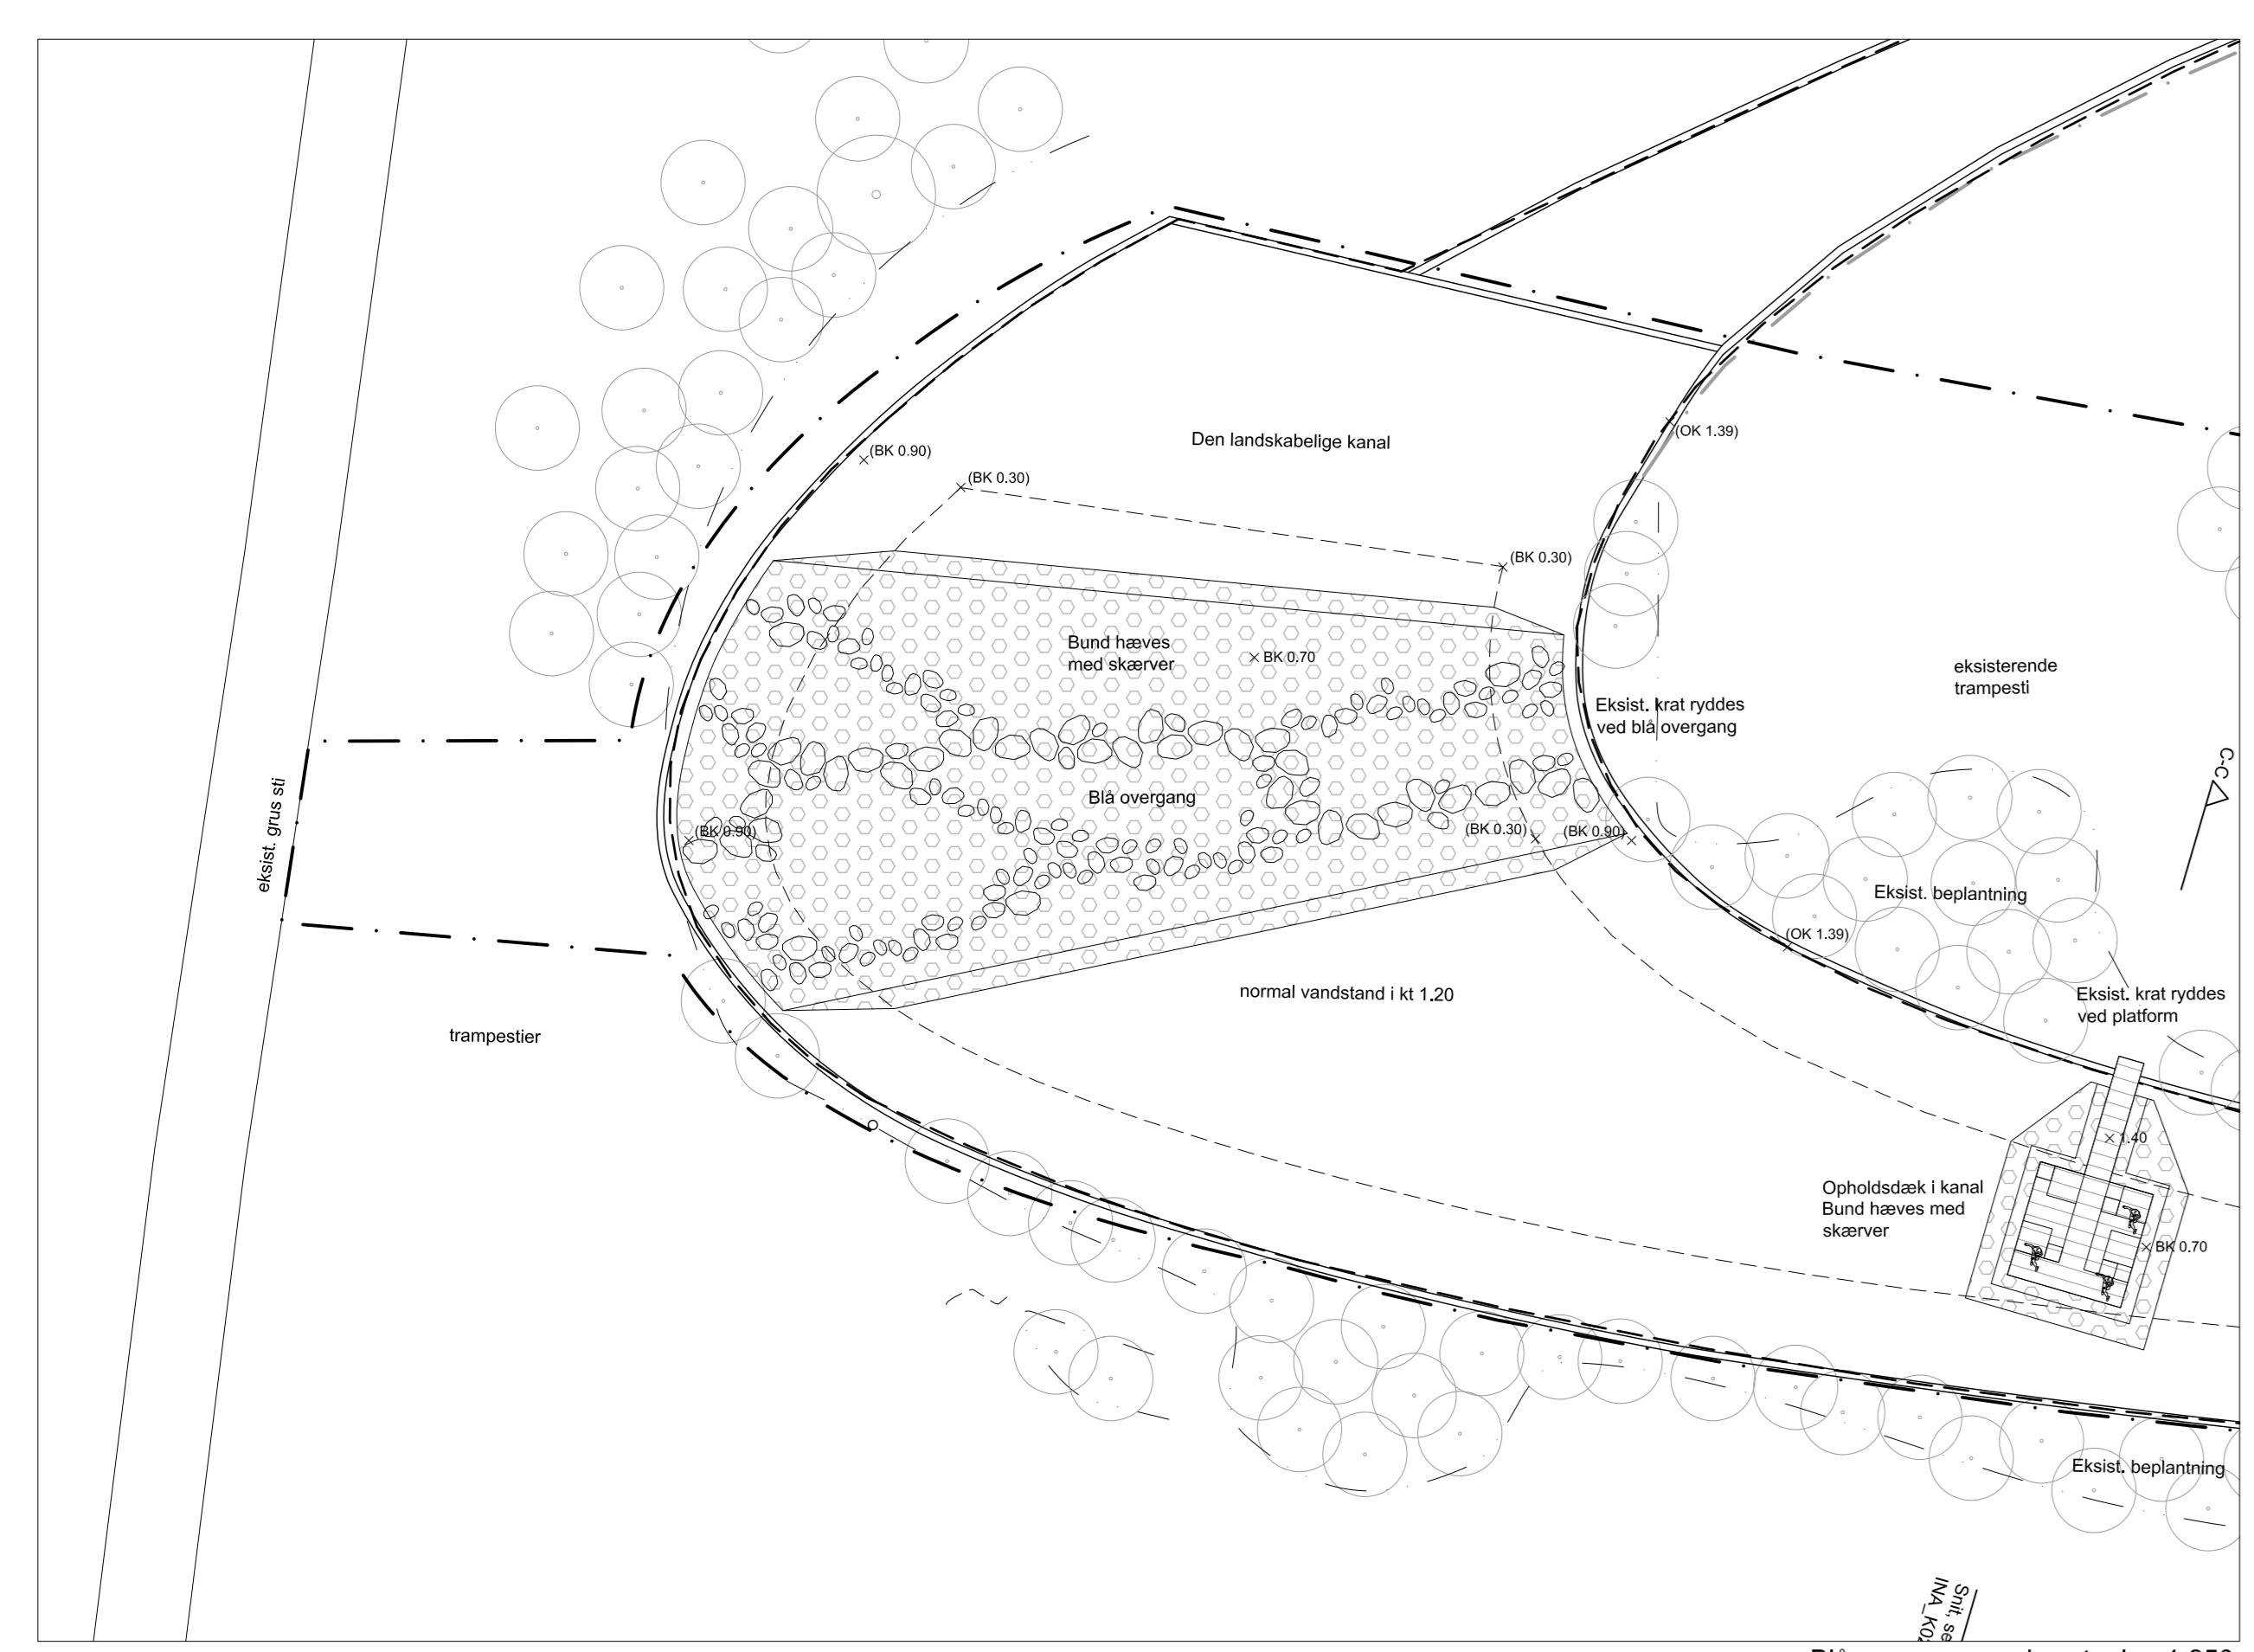 Den landskabelige kanal
(OK 1.39)
(BK 0.90)
(BK 0.30)
(BK 0.30)
Bund hæves
med skærver
BK 0.70
eksisterende
trampesti
Eksist. krat ryddes
ved blå overgang
C-C
eksist. grus sti
Blå overgang
(BK 0.90)
(BK 0.30)
(BK 0.90)
Eksist. beplantning
(OK 1.39)
normal vandstand i kt 1.20
Eksist. krat ryddes
ved platform
trampestier
1.40
Opholdsdæk i kanal
Bund hæves med
skærver
BK 0.70
Eksist. beplantning
Snit, se